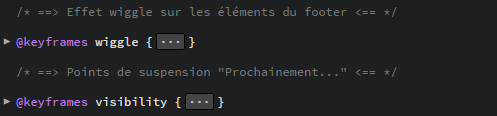 /* ==> Effet wiggle sur les éléments du footer <== */
@keyframes wiggle { ... }
/* ==> Points de suspension "Prochainement..." <== */
@keyframes visibility { ... }